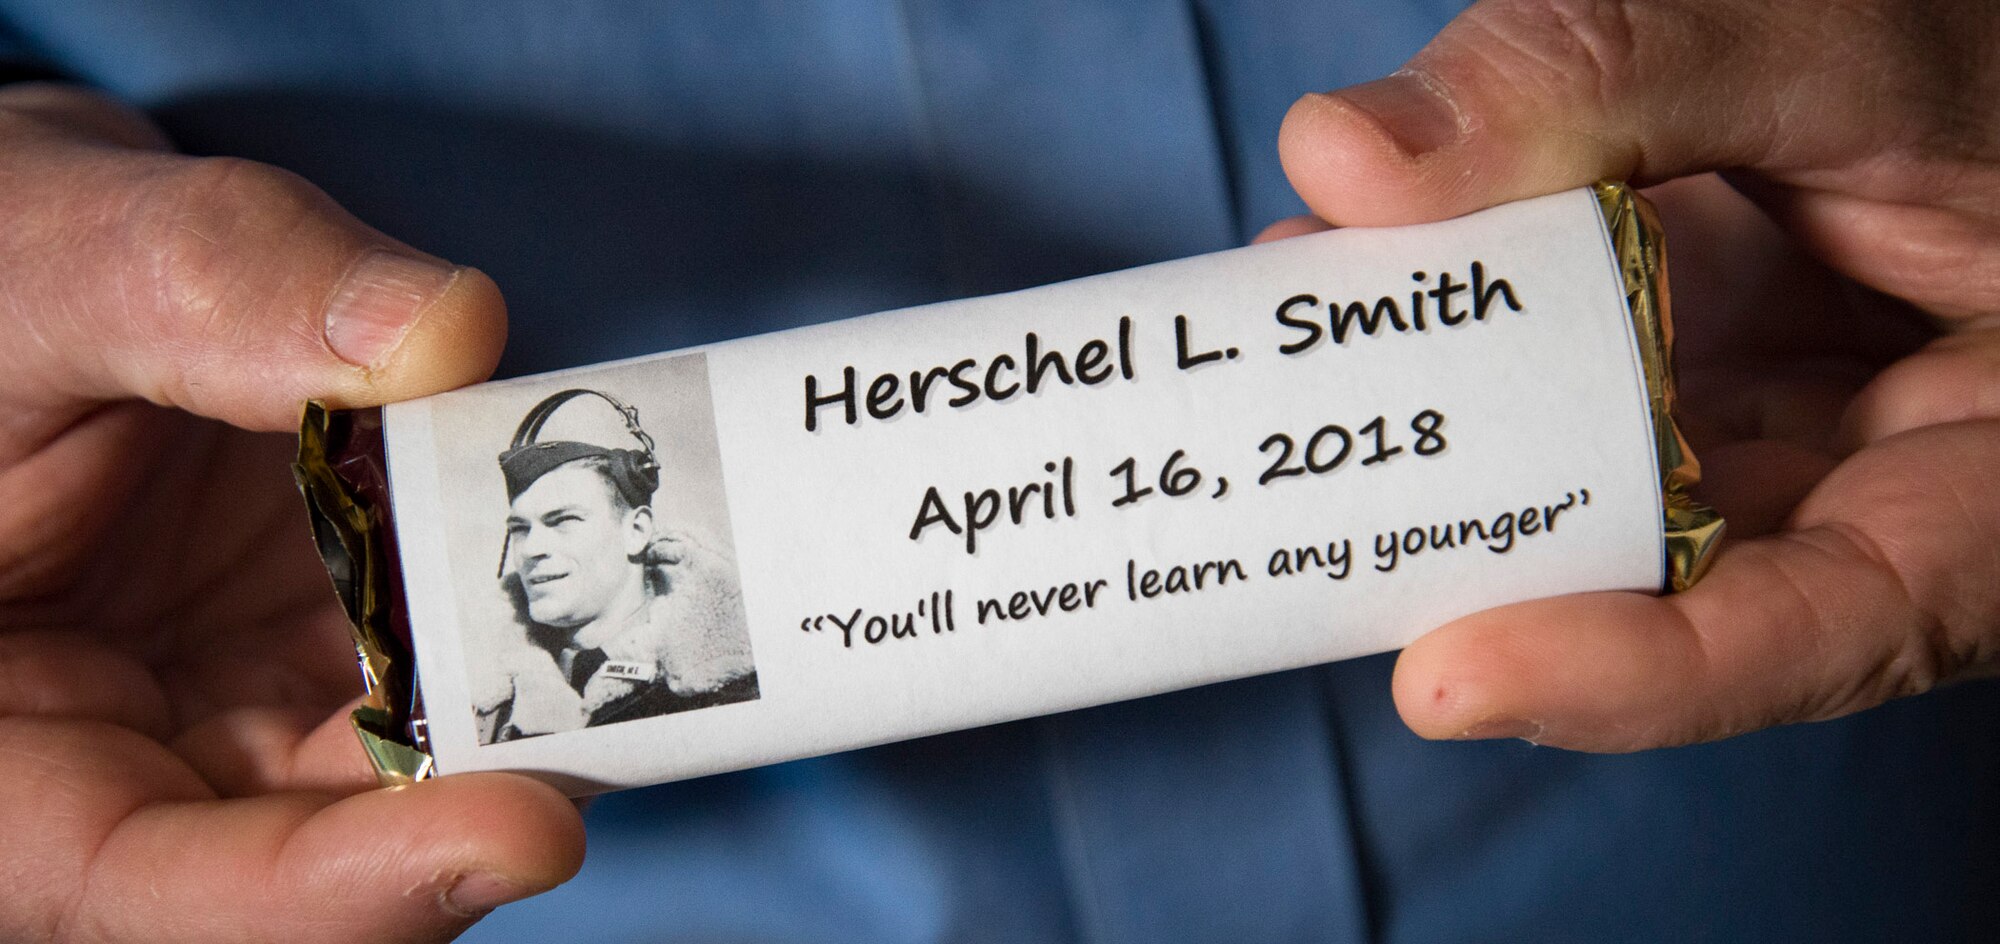 Herschel L. Smith
April 16, 2018
“You'll never learn any younger”